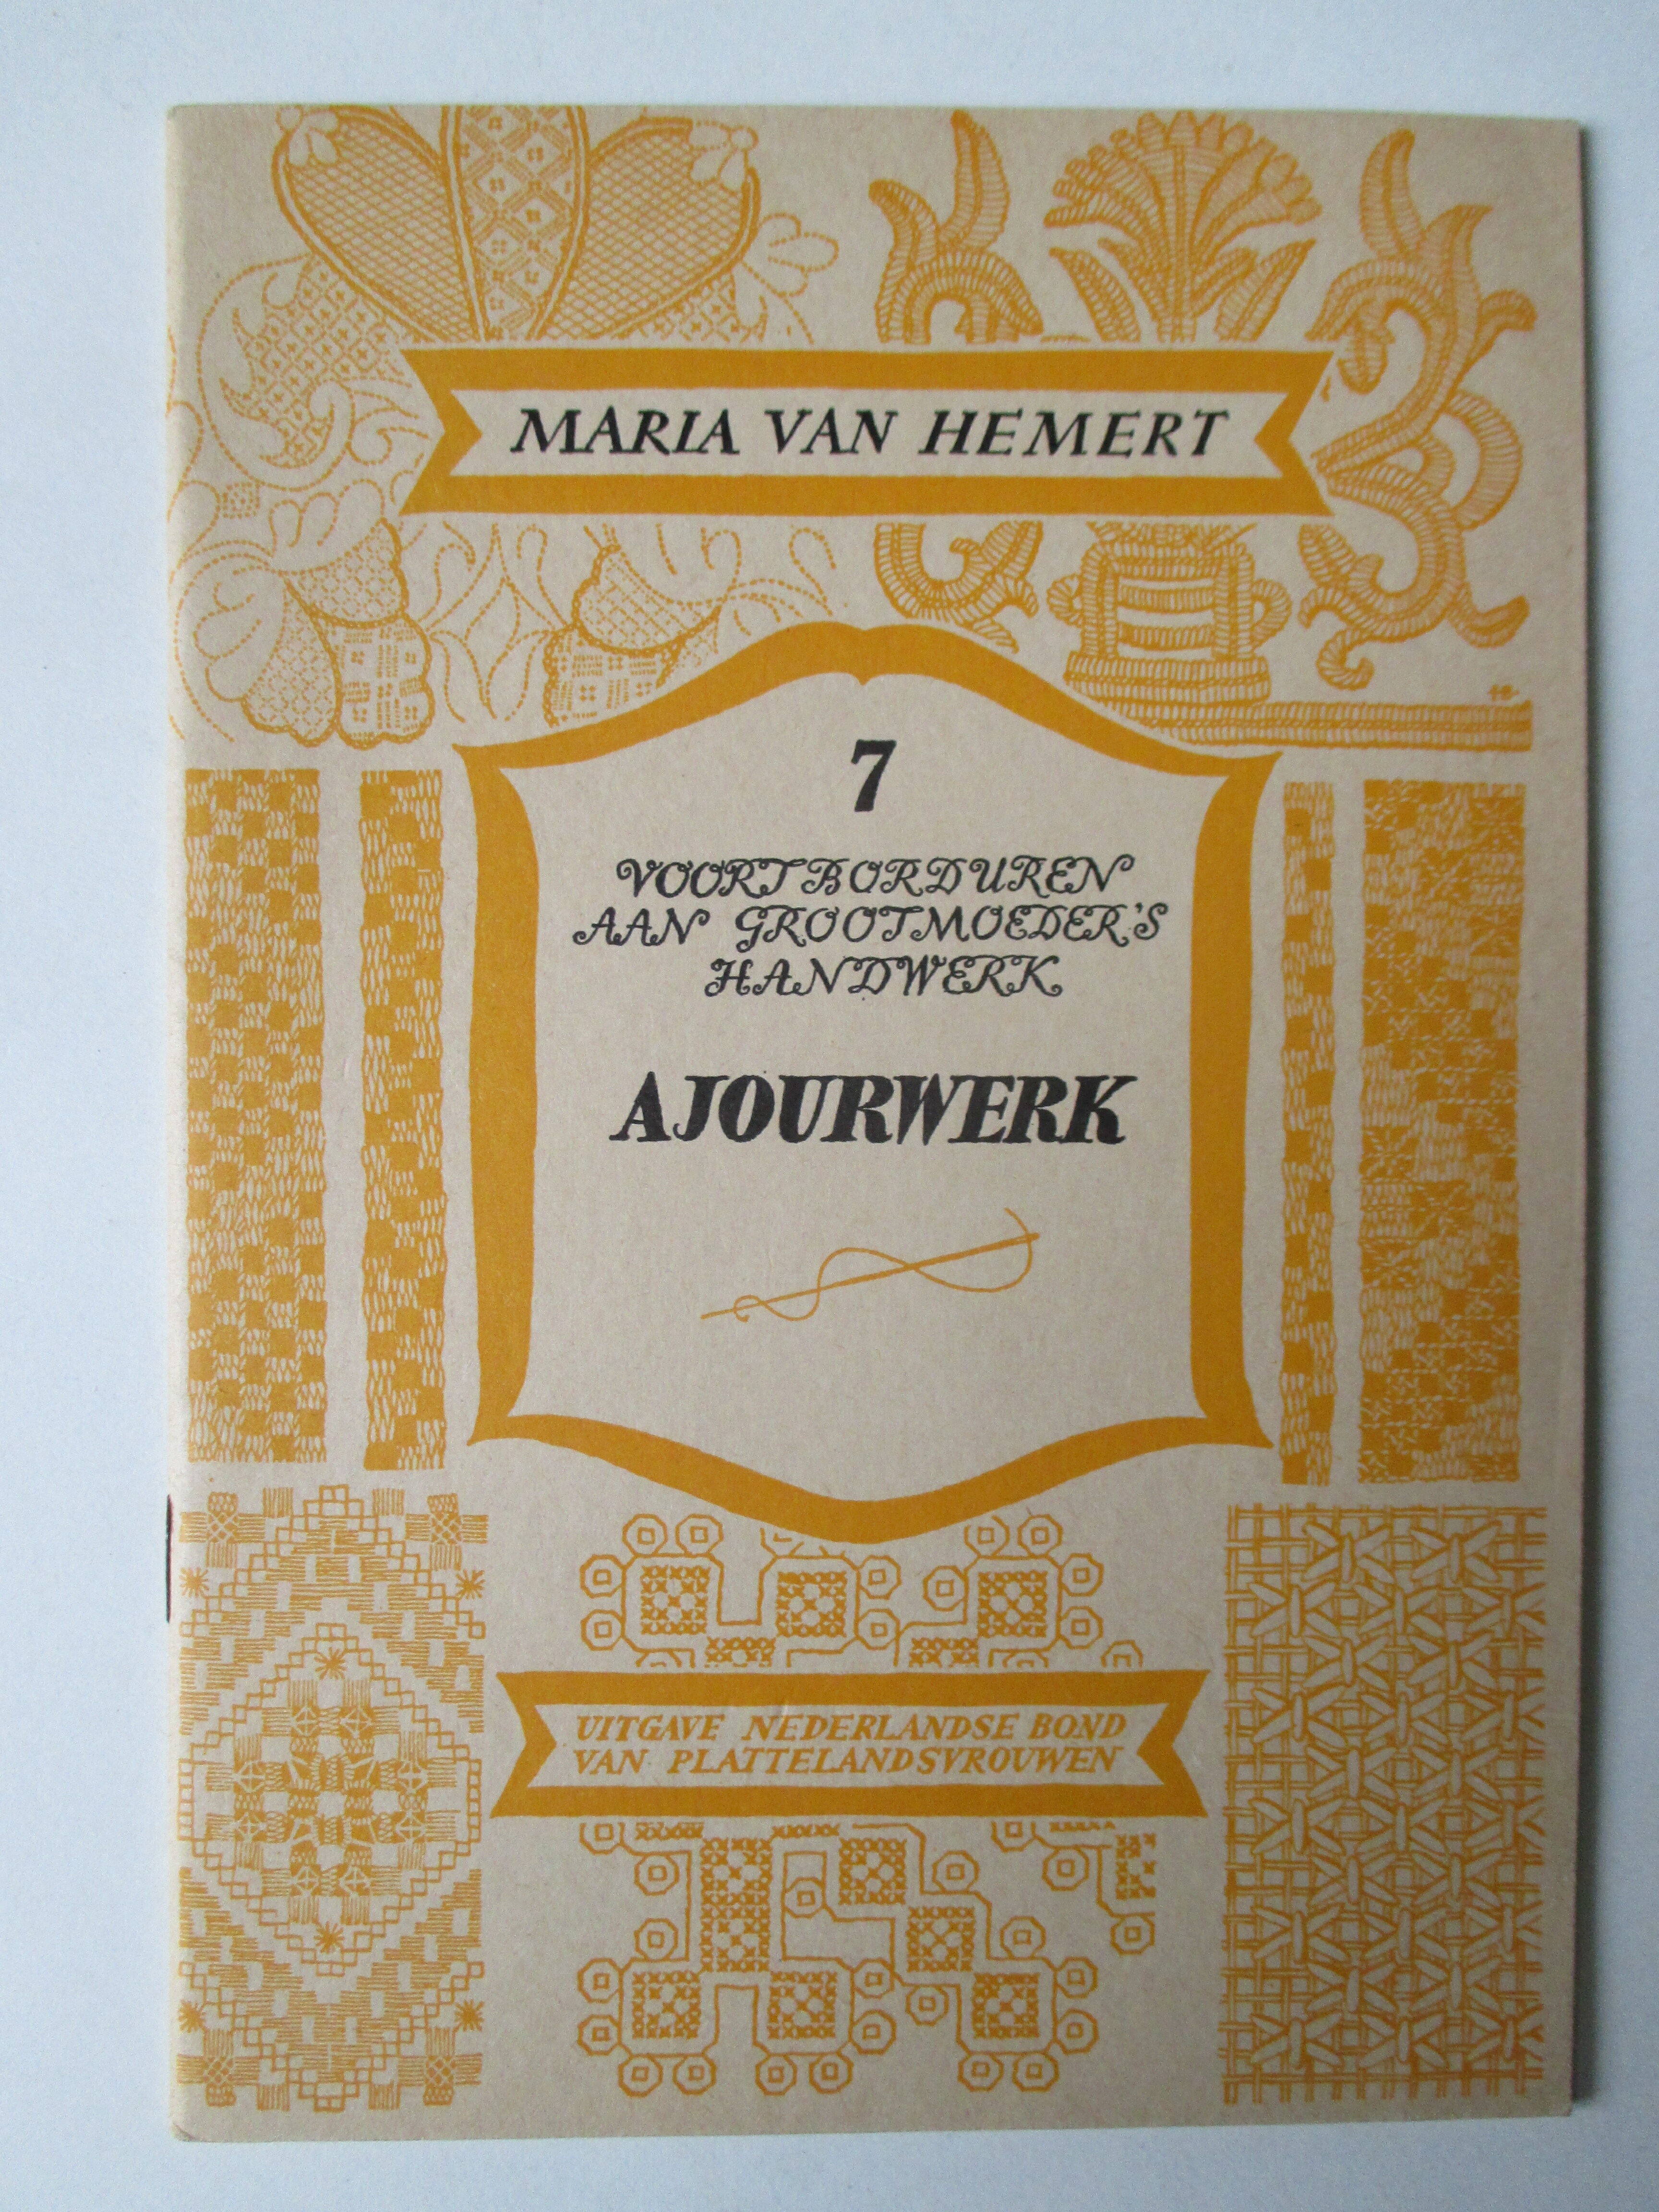 MARIA VAN HEMERT
7
VOORTBORDUREN
AAN GROOTMOEDER'S
HANDWERK
AJOURWERK
UITGAVE NEDERLANDSE BOND
VAN PLATTELANDSVROUWEN